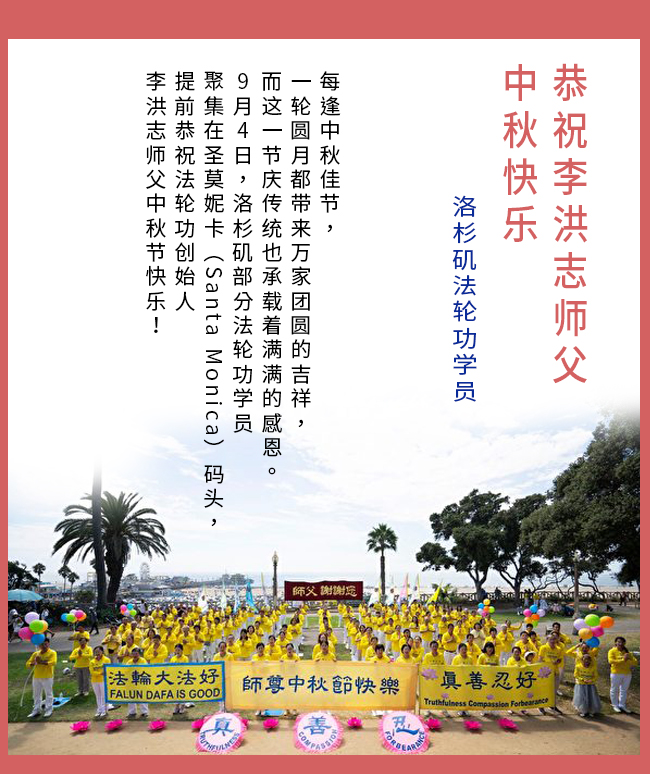 恭祝李洪志师父
中秋快乐
洛杉矶法轮功学员
每逢中秋佳节，
一轮圆月都带来万家团圆的吉祥，
而这一节庆传统也承载着满满的感恩。
9月4日，洛杉矶部分法轮功学员
聚集在圣莫妮卡（Santa Monica）码头，
提前恭祝法轮功创始人
李洪志师父中秋节快乐！
師父 謝謝您
法輪大法好
FALUN DAFA IS GOOD
師尊中秋節快樂
真善忍好
Truthfulness Compassion Forbearance
真
TRUTHFULNESS
善
COMPASSION
忍
FORBEARANCE